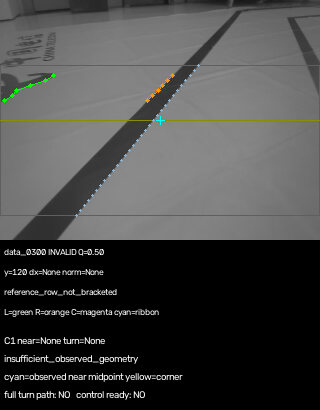 data_0300 INVALID Q=0.50
y=120 dx=None norm=None
reference_row_not_bracketed
L=green R=orange C=magenta cyan=ribbon
C1 near=None turn=None
insufficient_observed_geometry
cyan=observed near midpoint yellow=corner
full turn path: NO control ready: NO